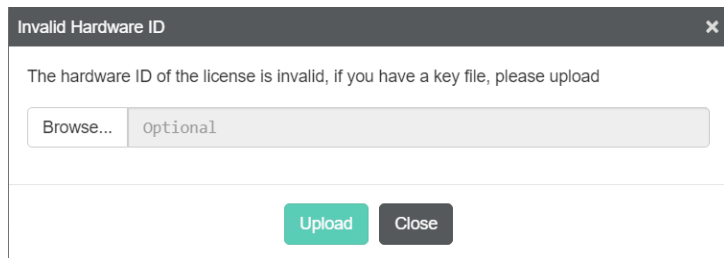 Invalid Hardware ID ×
The hardware ID of the license is invalid, if you have a key file, please upload
Browse... Optional
Upload Close